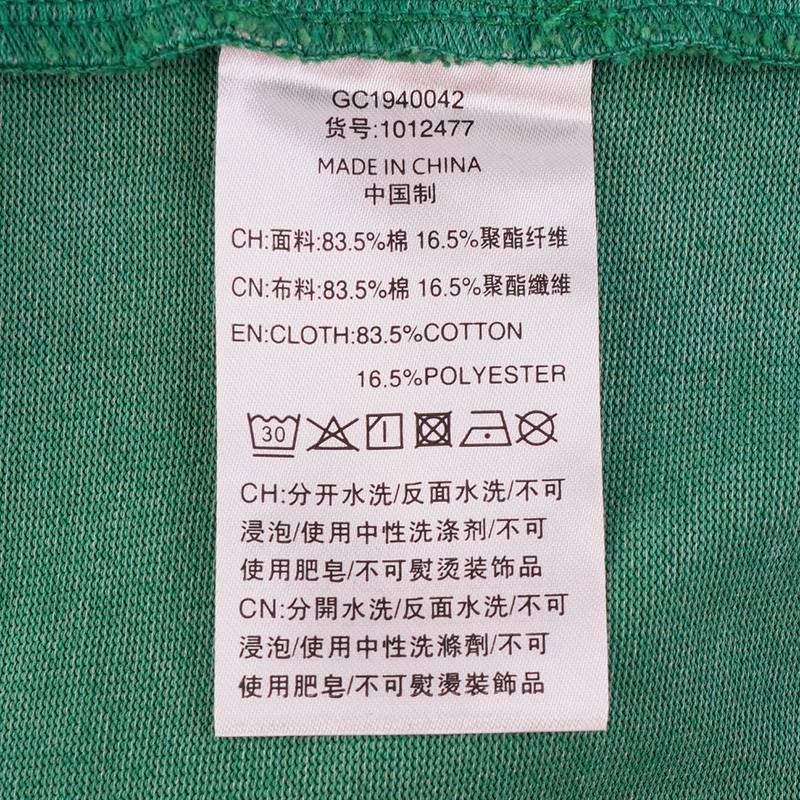 GC1940042
货号:1012477
MADE IN CHINA
中国制
CH:面料:83.5%棉 16.5%聚酯纤维
CN:布料:83.5%棉 16.5%聚酯纖維
EN:CLOTH:83.5%COTTON
16.5%POLYESTER
30
CH:分开水洗/反面水洗/不可
浸泡/使用中性洗涤剂/不可
使用肥皂/不可熨烫装饰品
CN:分開水洗/反面水洗/不可
浸泡/使用中性洗滌劑/不可
使用肥皂/不可熨燙裝飾品